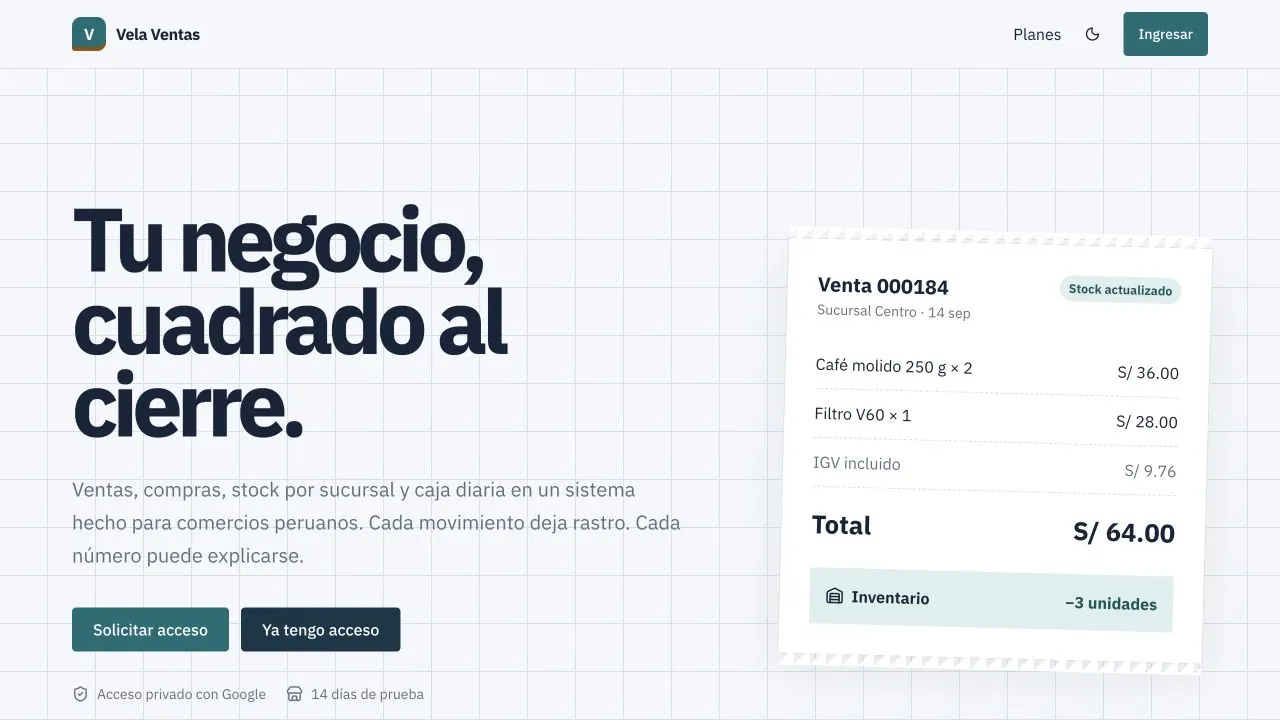 V
Vela Ventas
Planes
Ingresar
Tu negocio,
cuadrado al
cierre.
Ventas, compras, stock por sucursal y caja diaria en un sistema
hecho para comercios peruanos. Cada movimiento deja rastro. Cada
número puede explicarse.
Solicitar acceso
Ya tengo acceso
Acceso privado con Google
14 días de prueba
Venta 000184
Stock actualizado
Sucursal Centro · 14 sep
Café molido 250 g × 2
S/ 36.00
Filtro V60 × 1
S/ 28.00
IGV incluido
S/ 9.76
Total
S/ 64.00
Inventario
−3 unidades